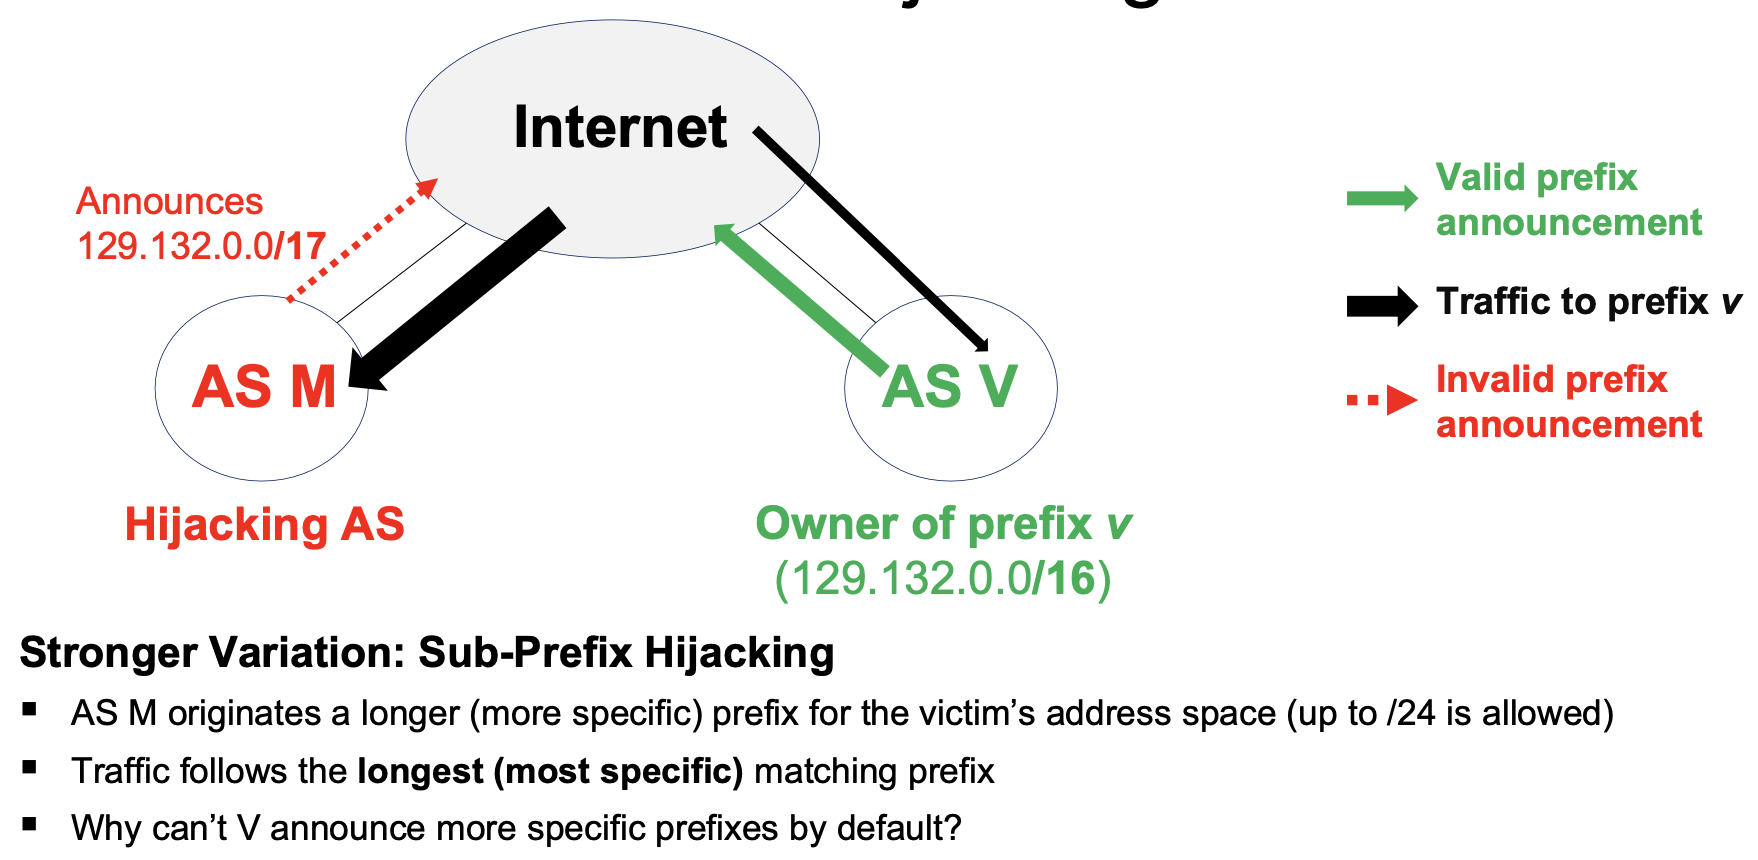 Internet
Announces
129.132.0.0/17
Valid prefix
announcement
Traffic to prefix v
Invalid prefix
announcement
AS M
AS V
Hijacking AS
Owner of prefix v
(129.132.0.0/16)
Stronger Variation: Sub-Prefix Hijacking
▪ AS M originates a longer (more specific) prefix for the victim’s address space (up to /24 is allowed)
▪ Traffic follows the longest (most specific) matching prefix
▪ Why can’t V announce more specific prefixes by default?